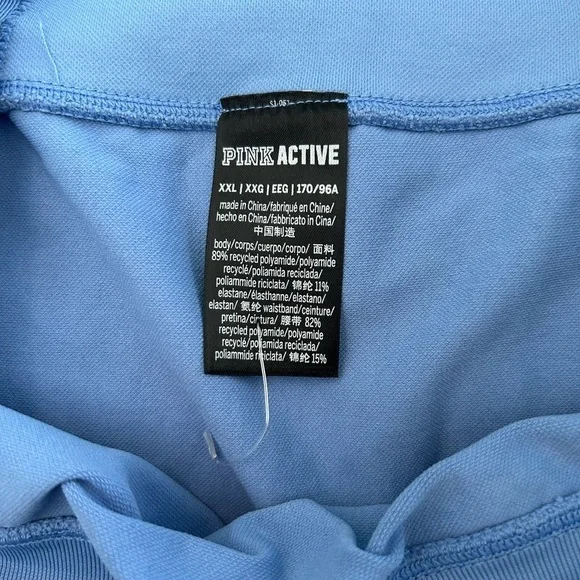 PINK ACTIVE
XXL | XXG | EEG | 170/96A
made in China/fabriqué en Chine/
hecho en China/fabbricato in Cina/
中国制造
body/corps/cuerpo/corpo/ 面料
89% recycled polyamide/polyamide
recyclé/poliamida reciclada/
poliammide riciclata/ 锦纶 11%
elastane/élasthanne/elastano/
elastan/ 氨纶 waistband/ceinture/
pretina/cintura/ 腰带 82%
recycled polyamide/polyamide
recyclé/poliamida reciclada/
poliammide riciclata/ 锦纶 15%